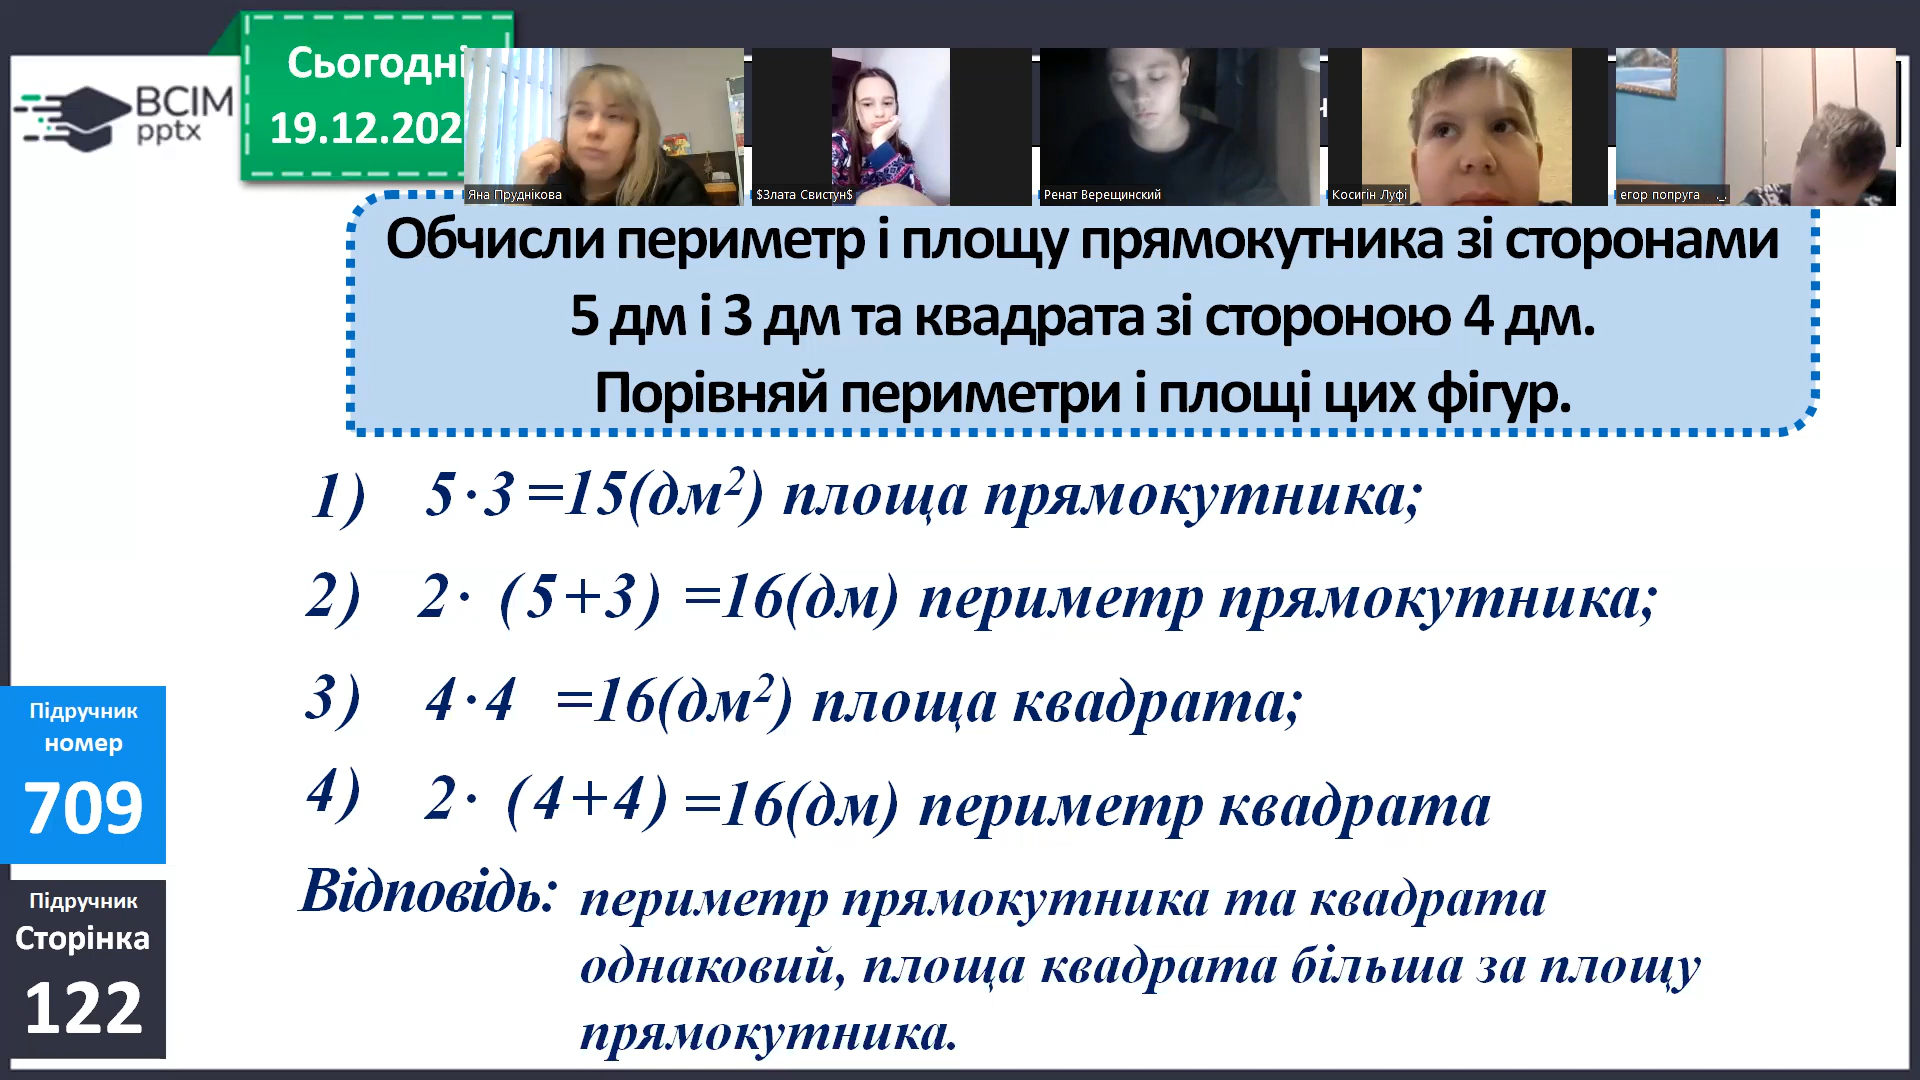 ВСІМ
pptx
Сьогодні
19.12.202
Яна Пруднікова
$Злата Свистун$
Ренат Верещинский
Косигін Луфі
егор попруга ._.
Обчисли периметр і площу прямокутника зі сторонами
5 дм і 3 дм та квадрата зі стороною 4 дм.
Порівняй периметри і площі цих фігур.
1) 5·3 =15(дм²) площа прямокутника;
2) 2· (5+3) =16(дм) периметр прямокутника;
3) 4·4 =16(дм²) площа квадрата;
4) 2· (4+4) =16(дм) периметр квадрата
Відповідь: периметр прямокутника та квадрата
однаковий, площа квадрата більша за площу
прямокутника.
Підручник
номер
709
Підручник
Сторінка
122